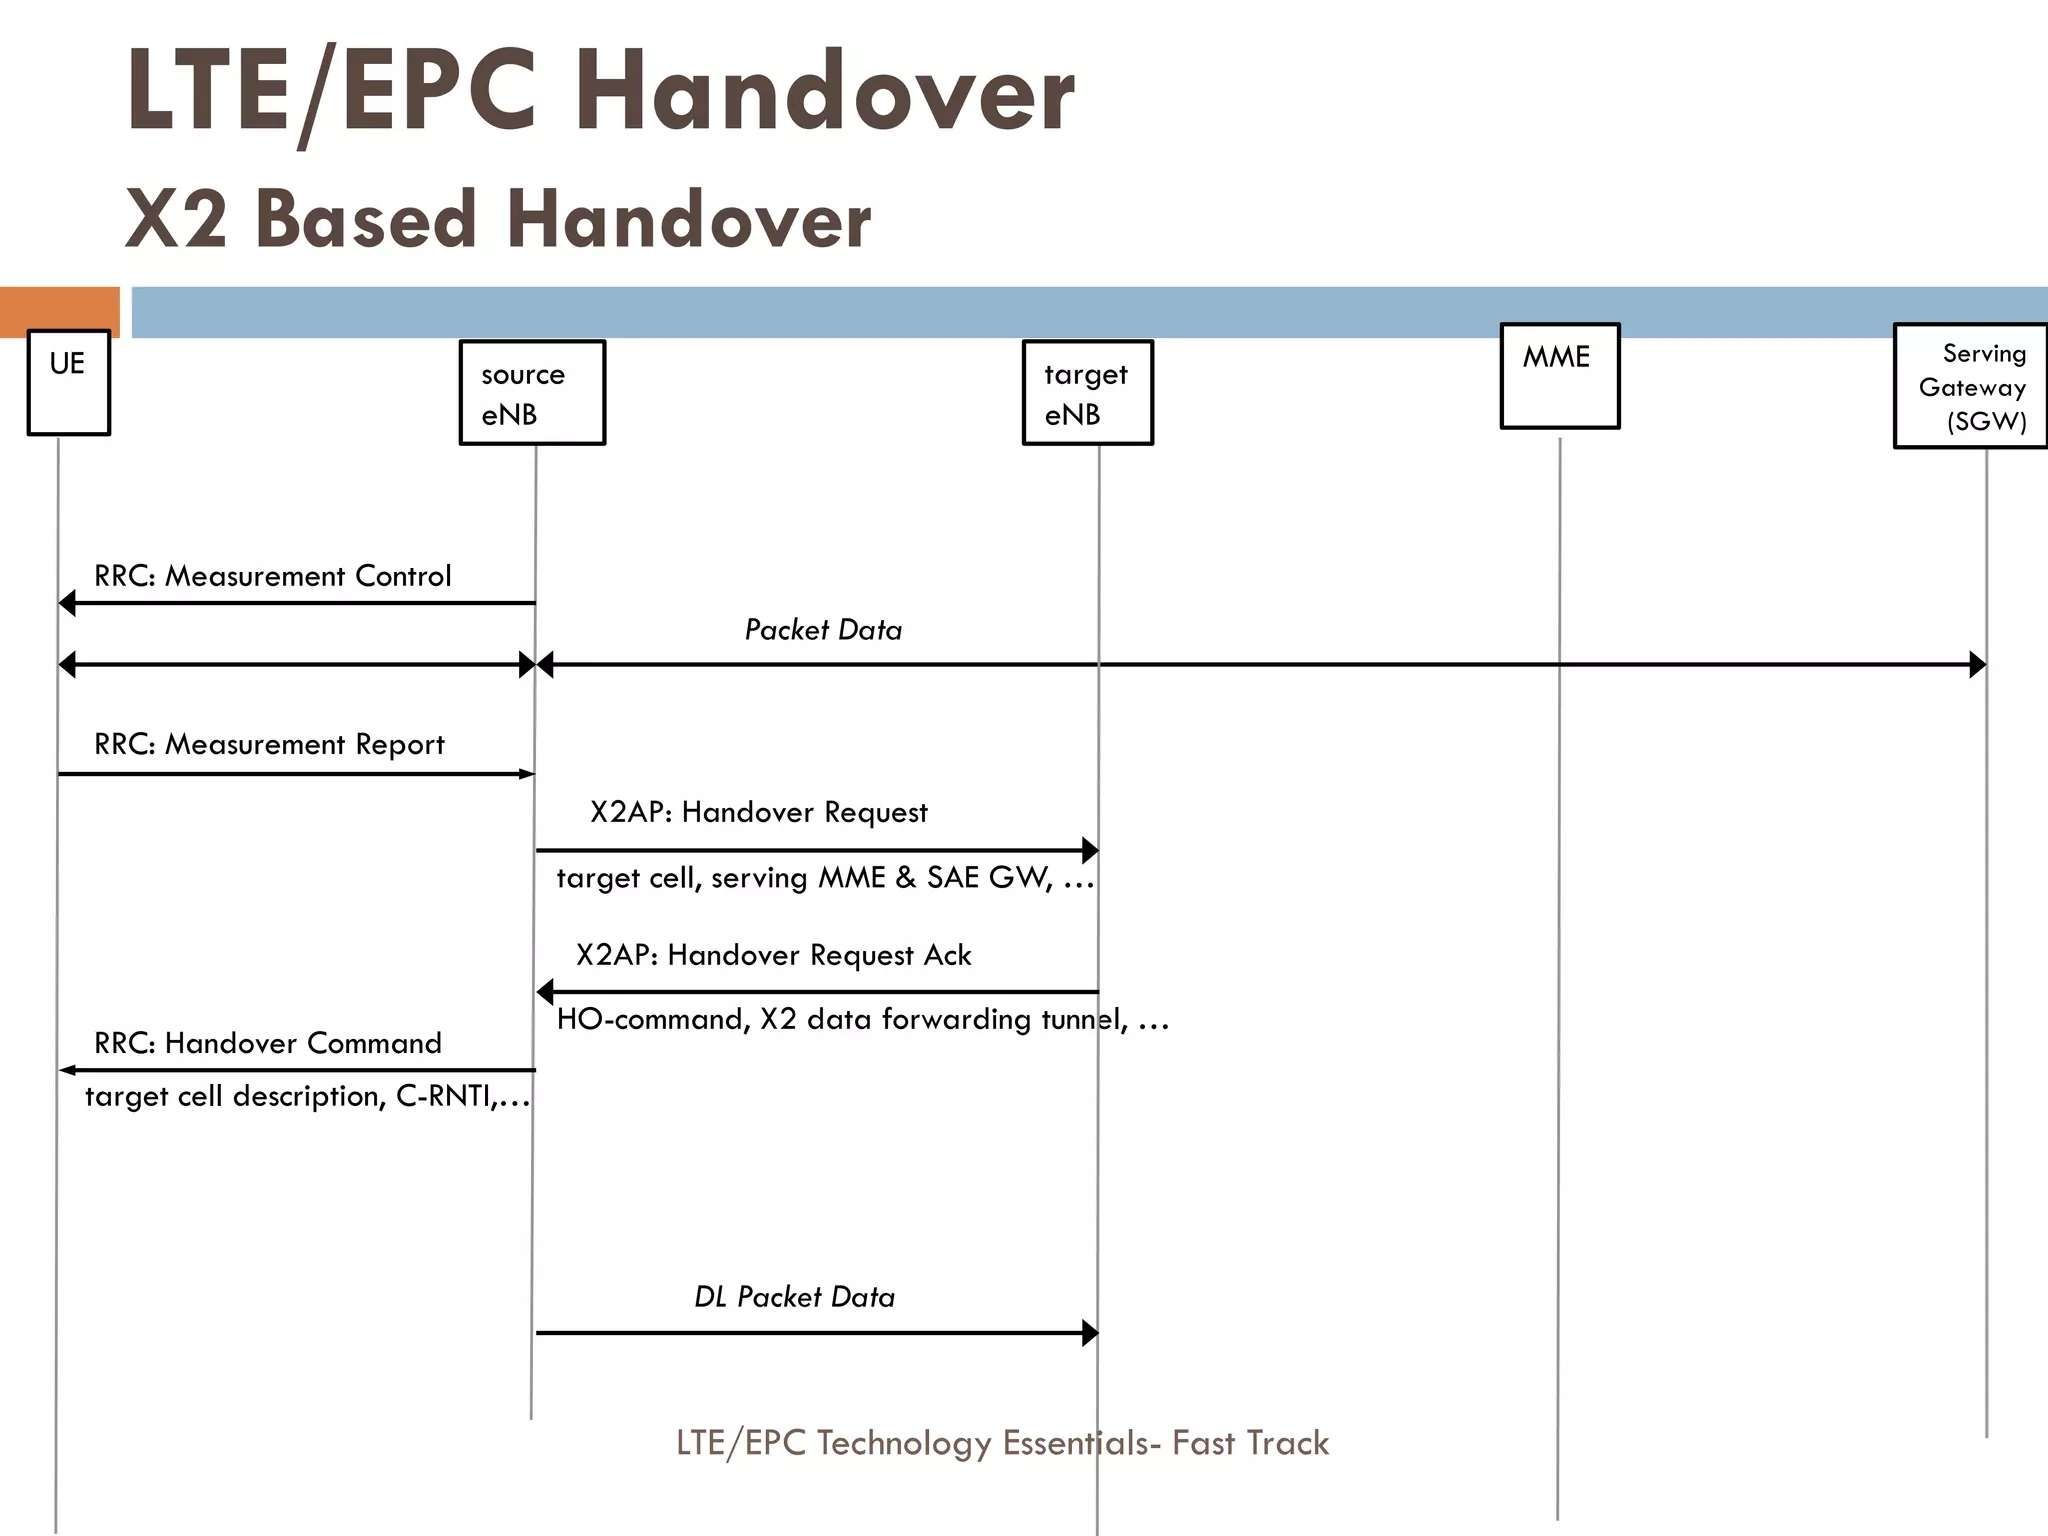 LTE/EPC Handover
X2 Based Handover
UE
source
eNB
target
eNB
MME
Serving
Gateway
(SGW)
RRC: Measurement Control
Packet Data
RRC: Measurement Report
X2AP: Handover Request
target cell, serving MME & SAE GW, …
X2AP: Handover Request Ack
HO-command, X2 data forwarding tunnel, …
RRC: Handover Command
target cell description, C-RNTI,…
DL Packet Data
LTE/EPC Technology Essentials- Fast Track